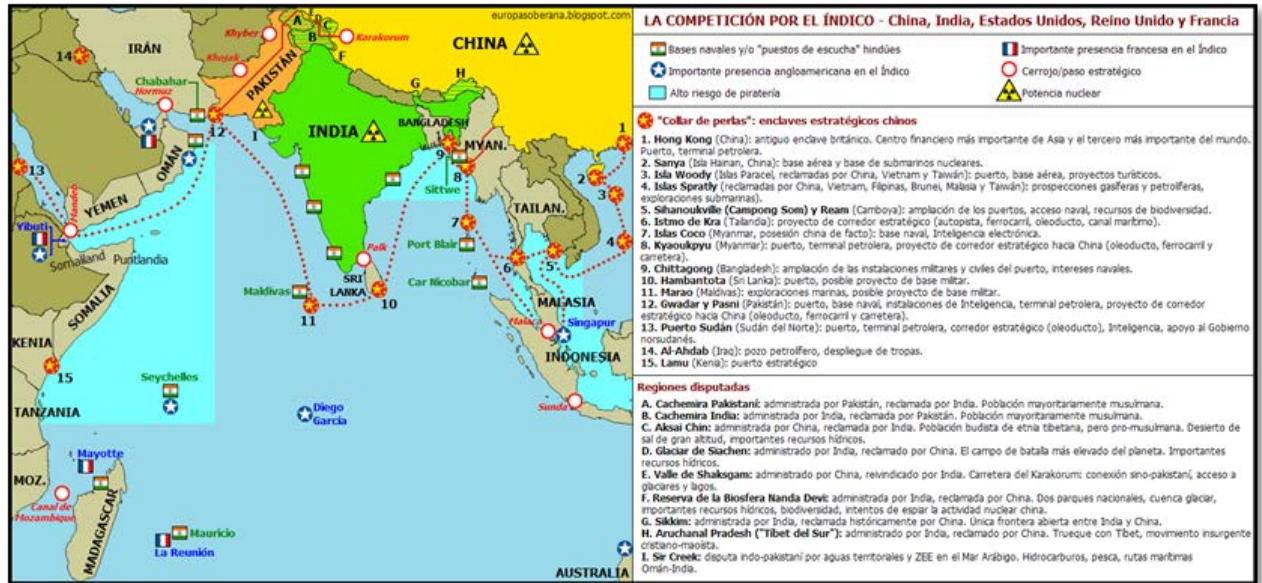 europasoberana.blogspot.com
LA COMPETICIÓN POR EL ÍNDICO - China, India, Estados Unidos, Reino Unido y Francia
Bases navales y/o "puestos de escucha" hindúes
Importante presencia francesa en el Índico
Importante presencia angloamericana en el Índico
Cerrojo/paso estratégico
Alto riesgo de piratería
Potencia nuclear
"Collar de perlas": enclaves estratégicos chinos
1. Hong Kong (China): antiguo enclave británico. Centro financiero más importante de Asa y el tercero más importante del mundo.
Puerto, terminal petrolera.
2. Sanya (Isla Hainan, China): base aérea y base de submarinos nucleares.
3. Isla Woody (Islas Paracel, reclamadas por China, Vietnam y Taiwán): puerto, base aérea, proyectos turísticos.
4. Islas Spratly (reclamadas por China, Vietnam, Filipinas, Brunei, Malasia y Taiwán): prospecciones gasíferas y petrolíferas,
exploraciones submarinas).
5. Sihanoukville (Campong Som) y Ream (Camboya): ampliación de los puertos, acceso naval, recursos de biodiversidad.
6. Istmo de Kra (Tailandia): proyecto de corredor estratégico (autopista, ferrocarril, oleoducto, canal marítimo).
7. Islas Coco (Myanmar, posesión china de facto): base naval, Inteligencia electrónica.
8. Kyaoukpyu (Myanmar): puerto, terminal petrolera, proyecto de corredor estratégico hacia China (oleoducto, ferrocarril y
carretera).
9. Chittagong (Bangladesh): ampliación de las instalaciones militares y civiles del puerto, intereses navales.
10. Hambantota (Sri Lanka): puerto, posible proyecto de base militar.
11. Marao (Maldivas): exploraciones marinas, posible proyecto de base militar.
12. Gwadar y Pasni (Pakistán): puerto, base naval, instalaciones de Inteligencia, terminal petrolera, proyecto de corredor
estratégico hacia China (oleoducto, ferrocarril y carretera).
13. Puerto Sudán (Sudán del Norte): puerto, terminal petrolera, corredor estratégico (oleoducto), Inteligencia, apoyo al Gobierno
norsudanés.
14. Al-Ahdab (Iraq): pozo petrolífero, despliegue de tropas.
15. Lamu (Kenia): puerto estratégico
Regiones disputadas
A. Cachemira Pakistaní: administrada por Pakistán, reclamada por India. Población mayoritariamente musulmana.
B. Cachemira India: administrada por India, reclamada por Pakistán. Población mayoritariamente musulmana.
C. Aksai Chin: administrada por China, reclamada por India. Población budista de etnia tibetana, pero pro-musulmana. Desierto de
sal de gran altitud, importantes recursos hídricos.
D. Glaciar de Siachen: administrado por India, reclamado por China. El campo de batalla más elevado del planeta. Importantes
recursos hídricos.
E. Valle de Shaksgam: administrado por China, reivindicado por India. Carretera del Karakorum: conexión sino-pakistaní, acceso a
glaciares y lagos.
F. Reserva de la Biosfera Nanda Devi: administrada por India, reclamada por China. Dos parques nacionales, cuenca glaciar,
importantes recursos hídricos, biodiversidad, intentos de espiar la actividad nuclear china.
G. Sikkim: administrada por India, reclamada históricamente por China. Única frontera abierta entre India y China.
H. Aruchanal Pradesh ("Tíbet del Sur"): administrada por India, reclamado por China. Trueque con Tíbet, movimiento insurgente
cristiano-maoísta.
I. Sir Creek: disputa indo-pakistaní por aguas territoriales y ZEE en el Mar Arábigo. Hidrocarburos, pesca, rutas marítimas
Omán-India.
A
C
B
E
F
G
H
I
14
IRÁN
Khyber
Karakorum
CHINA
Khojak
PAKISTÁN
Chabahar
Hormuz
12
INDIA
BANGLADESH
MYAN.
1
2
3
4
9
8
Sittwe
OMÁN
13
YEMEN
Mandeb
Yibuti
Somaliland
Puntlandia
SOMALIA
TAILAN.
7
Port Blair
Palk
SRI
LANKA
6
5
Maldivas
11
10
Car Nicobar
MALASIA
Malaca
Singapur
INDONESIA
KENIA
15
Seychelles
TANZANIA
Diego
García
Sunda
Mayotte
MOZ.
Canal de
Mozambique
MADAGASCAR
Mauricio
La Reunión
AUSTRALIA